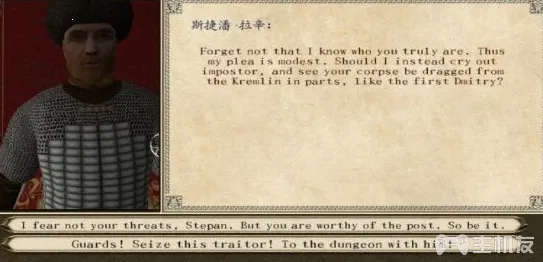 斯捷潘·拉辛:
Forget not that I know who you truly are. Thus
my plea is modest. Should I instead cry out
impostor, and see your corpse be dragged from
the Kremlin in parts, like the first Dmitry?
I fear not your threats, Stepan. But you are worthy of the post. So be it.
Guards! Seize this traitor! To the dungeon with him!